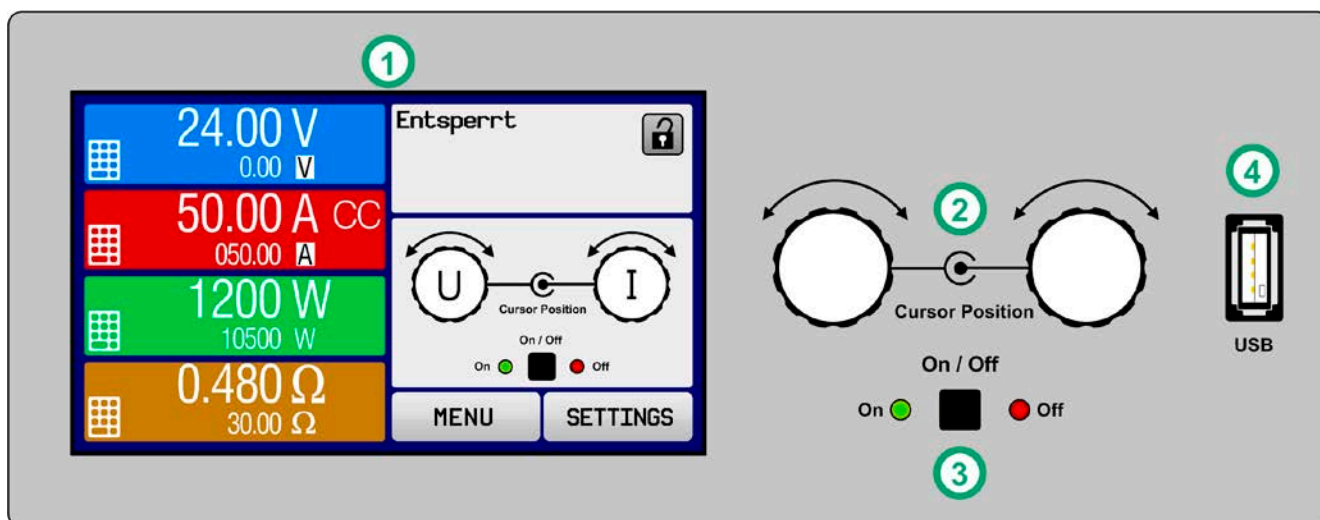 1
24.00 V
0.00 V
50.00 A CC
050.00 A
1200 W
10500 W
0.480 Ω
30.00 Ω
Entsperrt
U I
Cursor Position
On / Off
On Off
MENU SETTINGS
2
Cursor Position
On / Off
On Off
3
4
USB